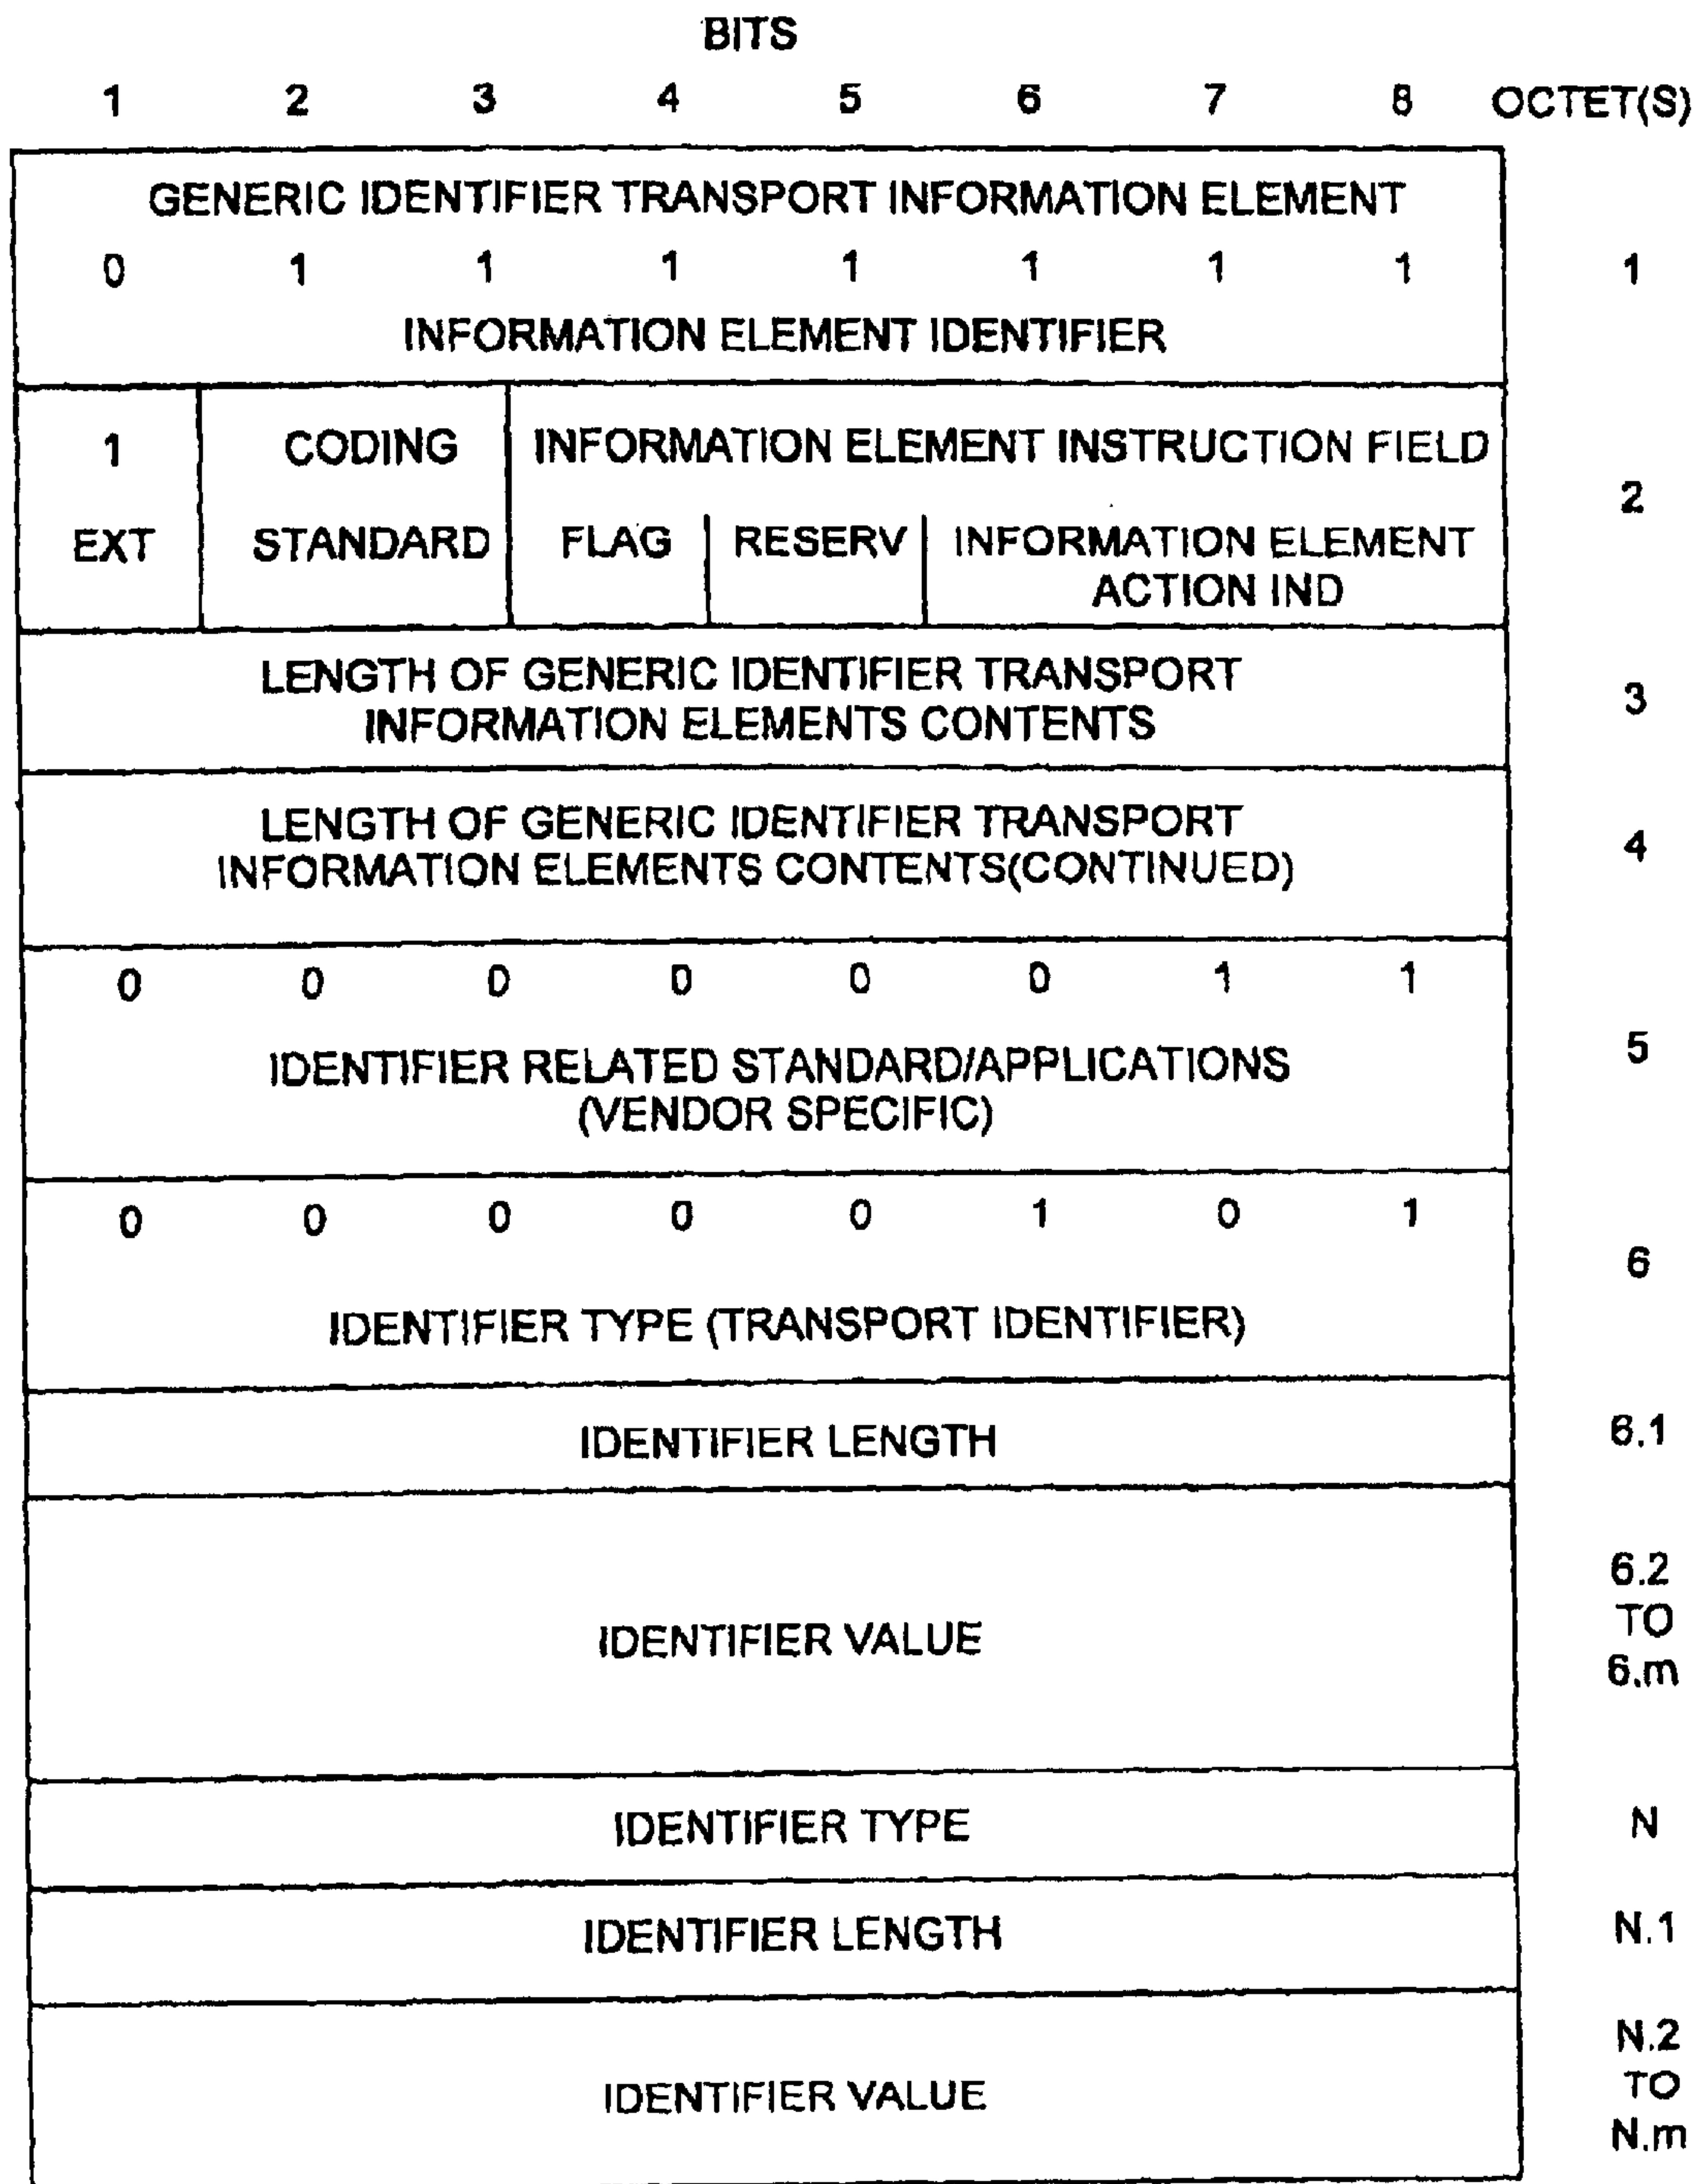 BITS
1 2 3 4 5 6 7 8 OCTET(S)
GENERIC IDENTIFIER TRANSPORT INFORMATION ELEMENT
0 1 1 1 1 1 1 1 1
INFORMATION ELEMENT IDENTIFIER
1 CODING INFORMATION ELEMENT INSTRUCTION FIELD
2
EXT STANDARD FLAG RESERV INFORMATION ELEMENT
ACTION IND
LENGTH OF GENERIC IDENTIFIER TRANSPORT
3
INFORMATION ELEMENTS CONTENTS
LENGTH OF GENERIC IDENTIFIER TRANSPORT
4
INFORMATION ELEMENTS CONTENTS(CONTINUED)
0 0 0 0 0 0 1 1
5
IDENTIFIER RELATED STANDARD/APPLICATIONS
(VENDOR SPECIFIC)
0 0 0 0 0 1 0 1
6
IDENTIFIER TYPE (TRANSPORT IDENTIFIER)
IDENTIFIER LENGTH 6.1
6.2
TO
IDENTIFIER VALUE
6.m
IDENTIFIER TYPE N
IDENTIFIER LENGTH N.1
N.2
TO
IDENTIFIER VALUE
N.m